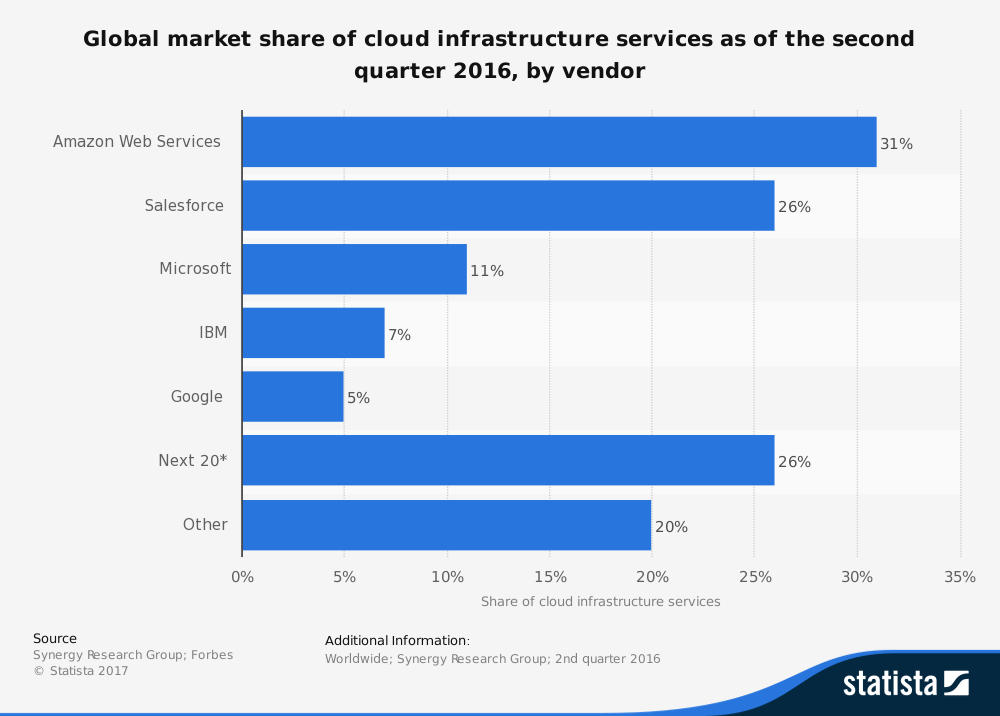 Global market share of cloud infrastructure services as of the second
quarter 2016, by vendor
Amazon Web Services
31%
Salesforce
26%
Microsoft
11%
IBM
7%
Google
5%
Next 20*
26%
Other
20%
0% 5% 10% 15% 20% 25% 30% 35%
Share of cloud infrastructure services
Source
Synergy Research Group; Forbes
© Statista 2017
Additional Information:
Worldwide; Synergy Research Group; 2nd quarter 2016
statista